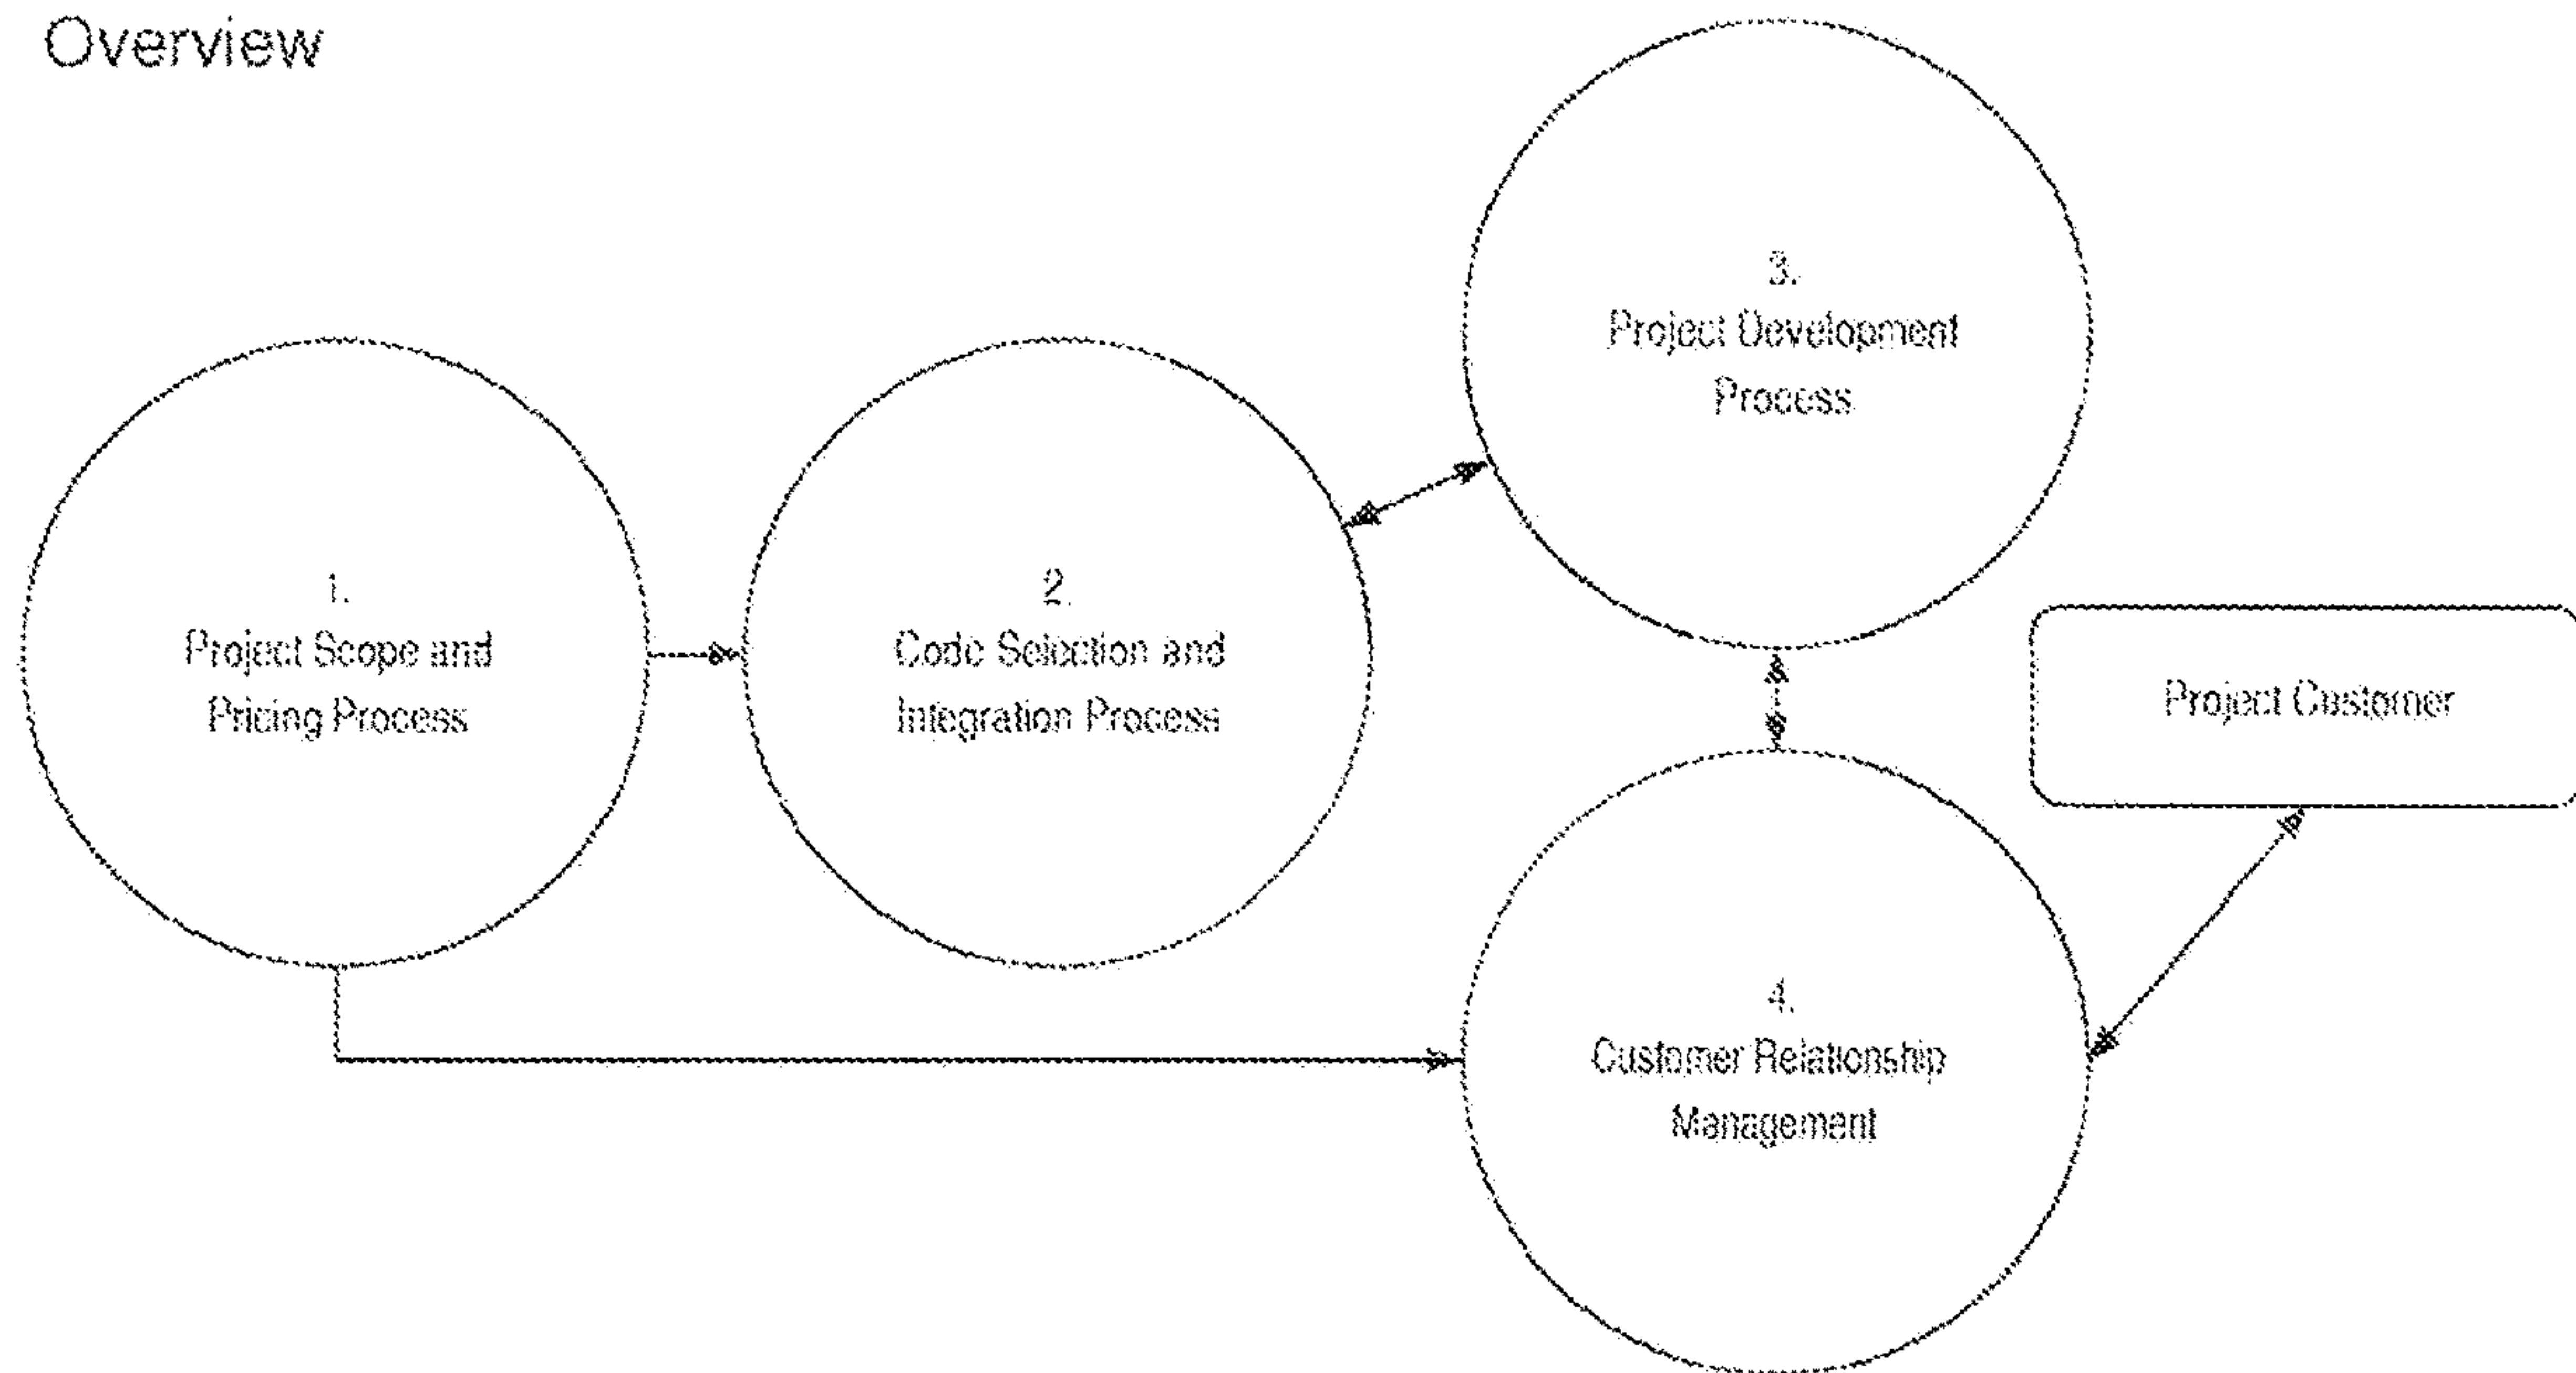 Overview
3.
Project Development
Process
1.
Project Scope and
Pricing Process
2.
Code Selection and
Integration Process
Project Customer
4.
Customer Relationship
Management